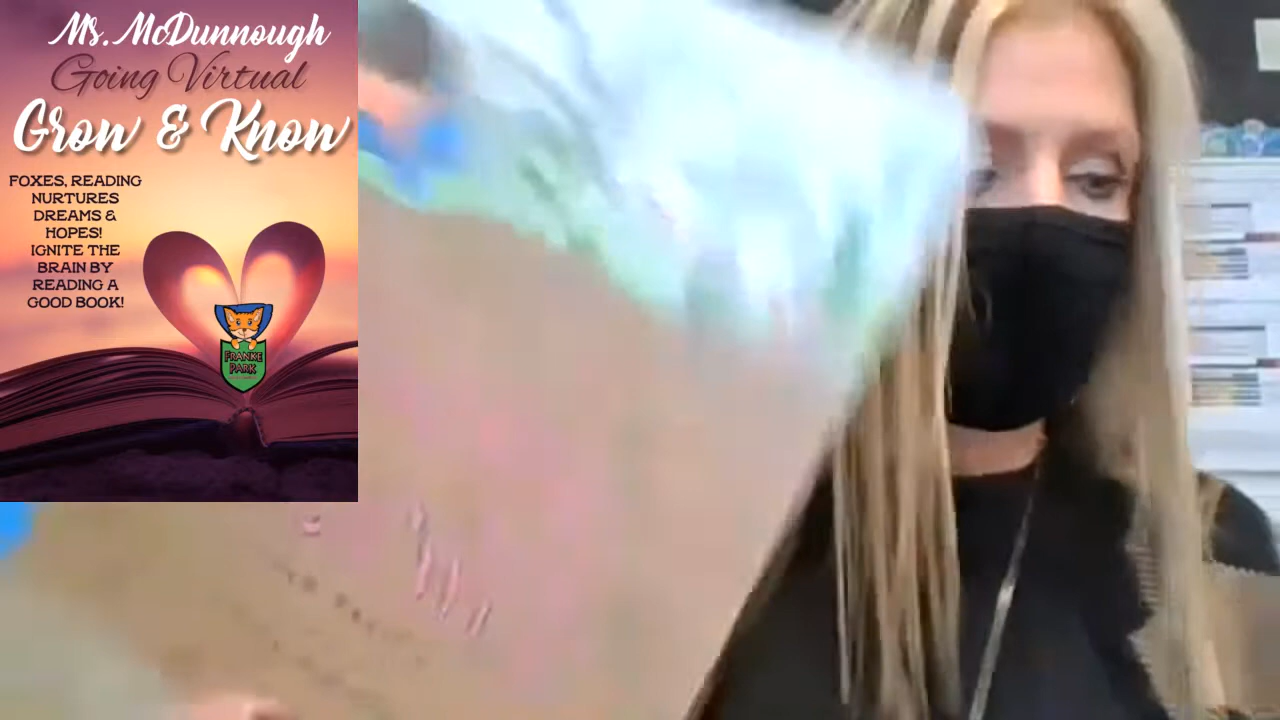 Ms. McDunnough
Going Virtual
Grow & Know
FOXES, READING
NURTURES
DREAMS &
HOPES!
IGNITE THE
BRAIN BY
READING A
GOOD BOOK!
FRANKE
PARK